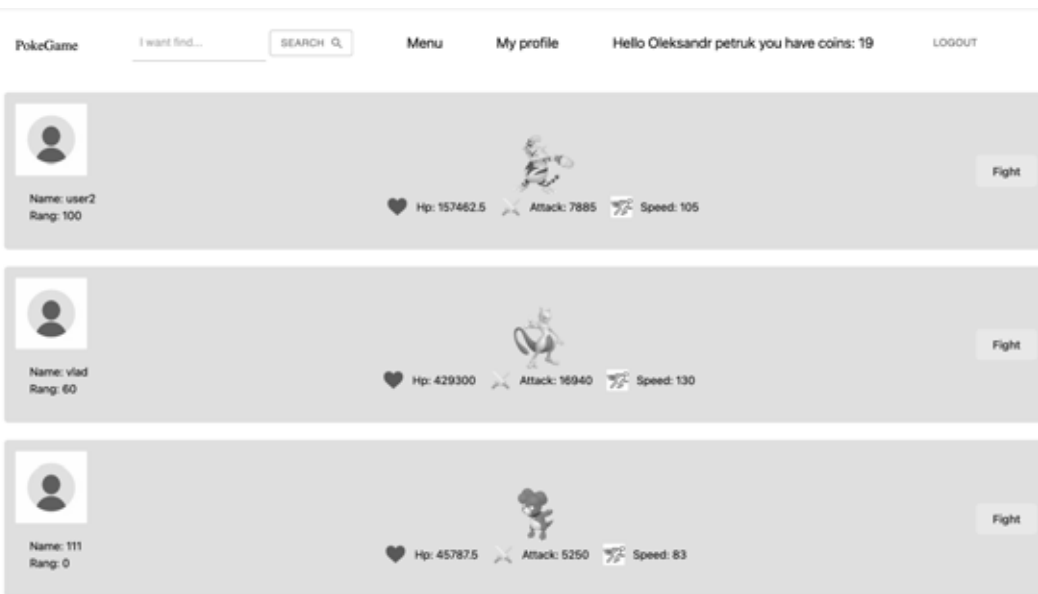 PokeGame I want find... SEARCH Menu My profile Hello Oleksandr petruk you have coins: 19 LOGOUT
Fight
Name: user2
Rang: 100
Hp: 157462.5 Attack: 7885 Speed: 105
Fight
Name: vlad
Rang: 60
Hp: 429300 Attack: 16940 Speed: 130
Fight
Name: 111
Rang: 0
Hp: 45787.5 Attack: 5250 Speed: 83